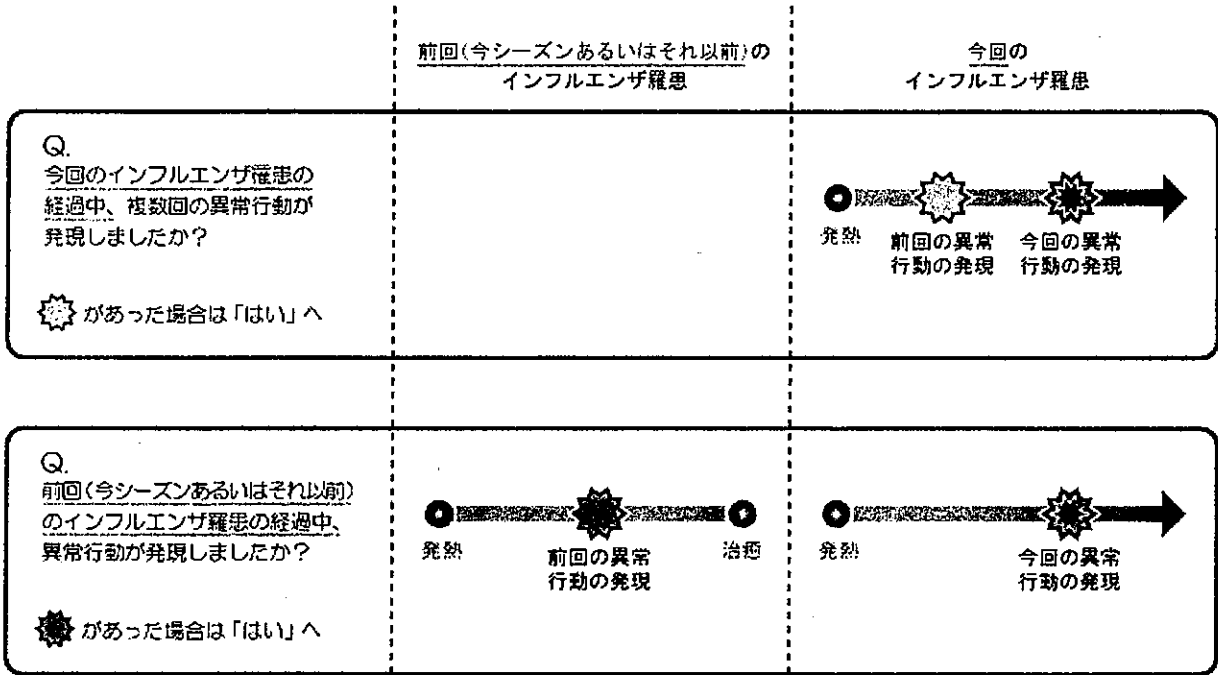 前回(今シーズンあるいはそれ以前)の
インフルエンザ罹患
今回の
インフルエンザ罹患
Q.
今回のインフルエンザ罹患の
経過中、複数回の異常行動が
発現しましたか？
があった場合は「はい」へ
発熱
前回の異常
行動の発現
今回の異常
行動の発現
Q.
前回(今シーズンあるいはそれ以前)
のインフルエンザ罹患の経過中、
異常行動が発現しましたか？
があった場合は「はい」へ
発熱
前回の異常
行動の発現
治癒
発熱
今回の異常
行動の発現